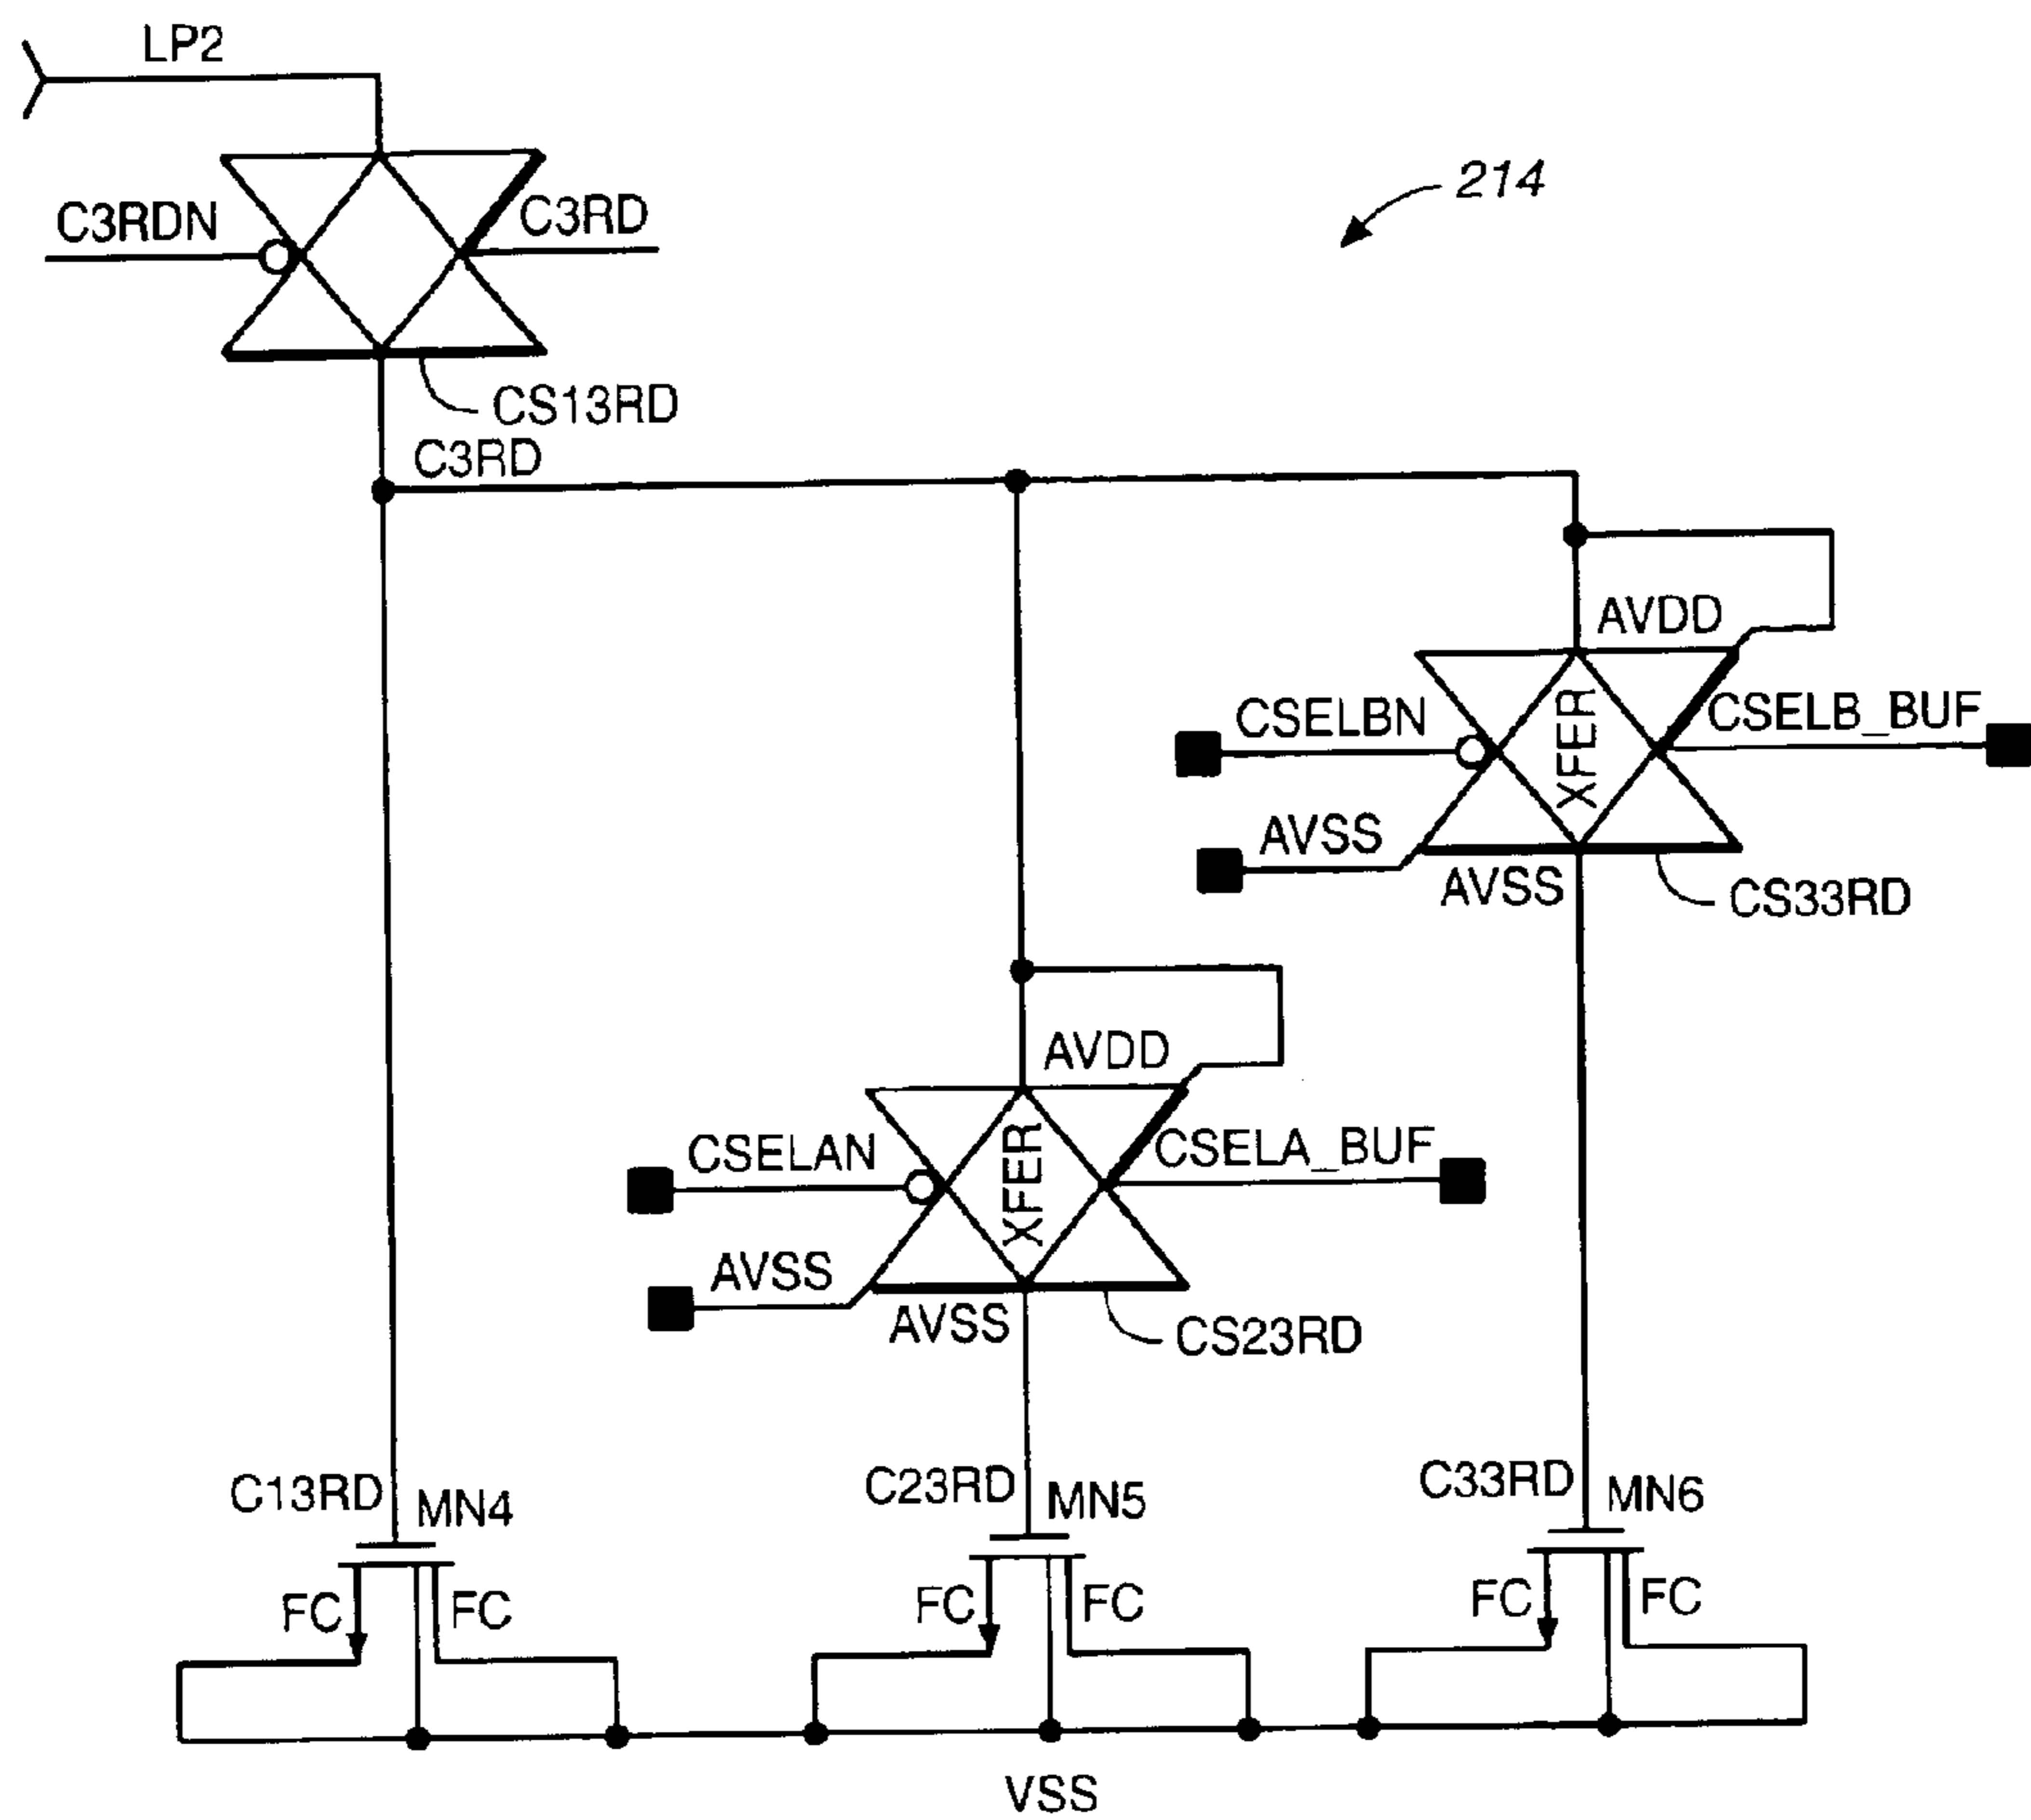 LP2
214
C3RDN
C3RD
CS13RD
C3RD
AVDD
CSELBN
XFER
CSELB_BUF
AVSS
AVSS
CS33RD
AVDD
CSELAN
XFER
CSELA_BUF
AVSS
AVSS
CS23RD
C13RD
MN4
C23RD
MN5
C33RD
MN6
FC
FC
FC
FC
FC
FC
VSS